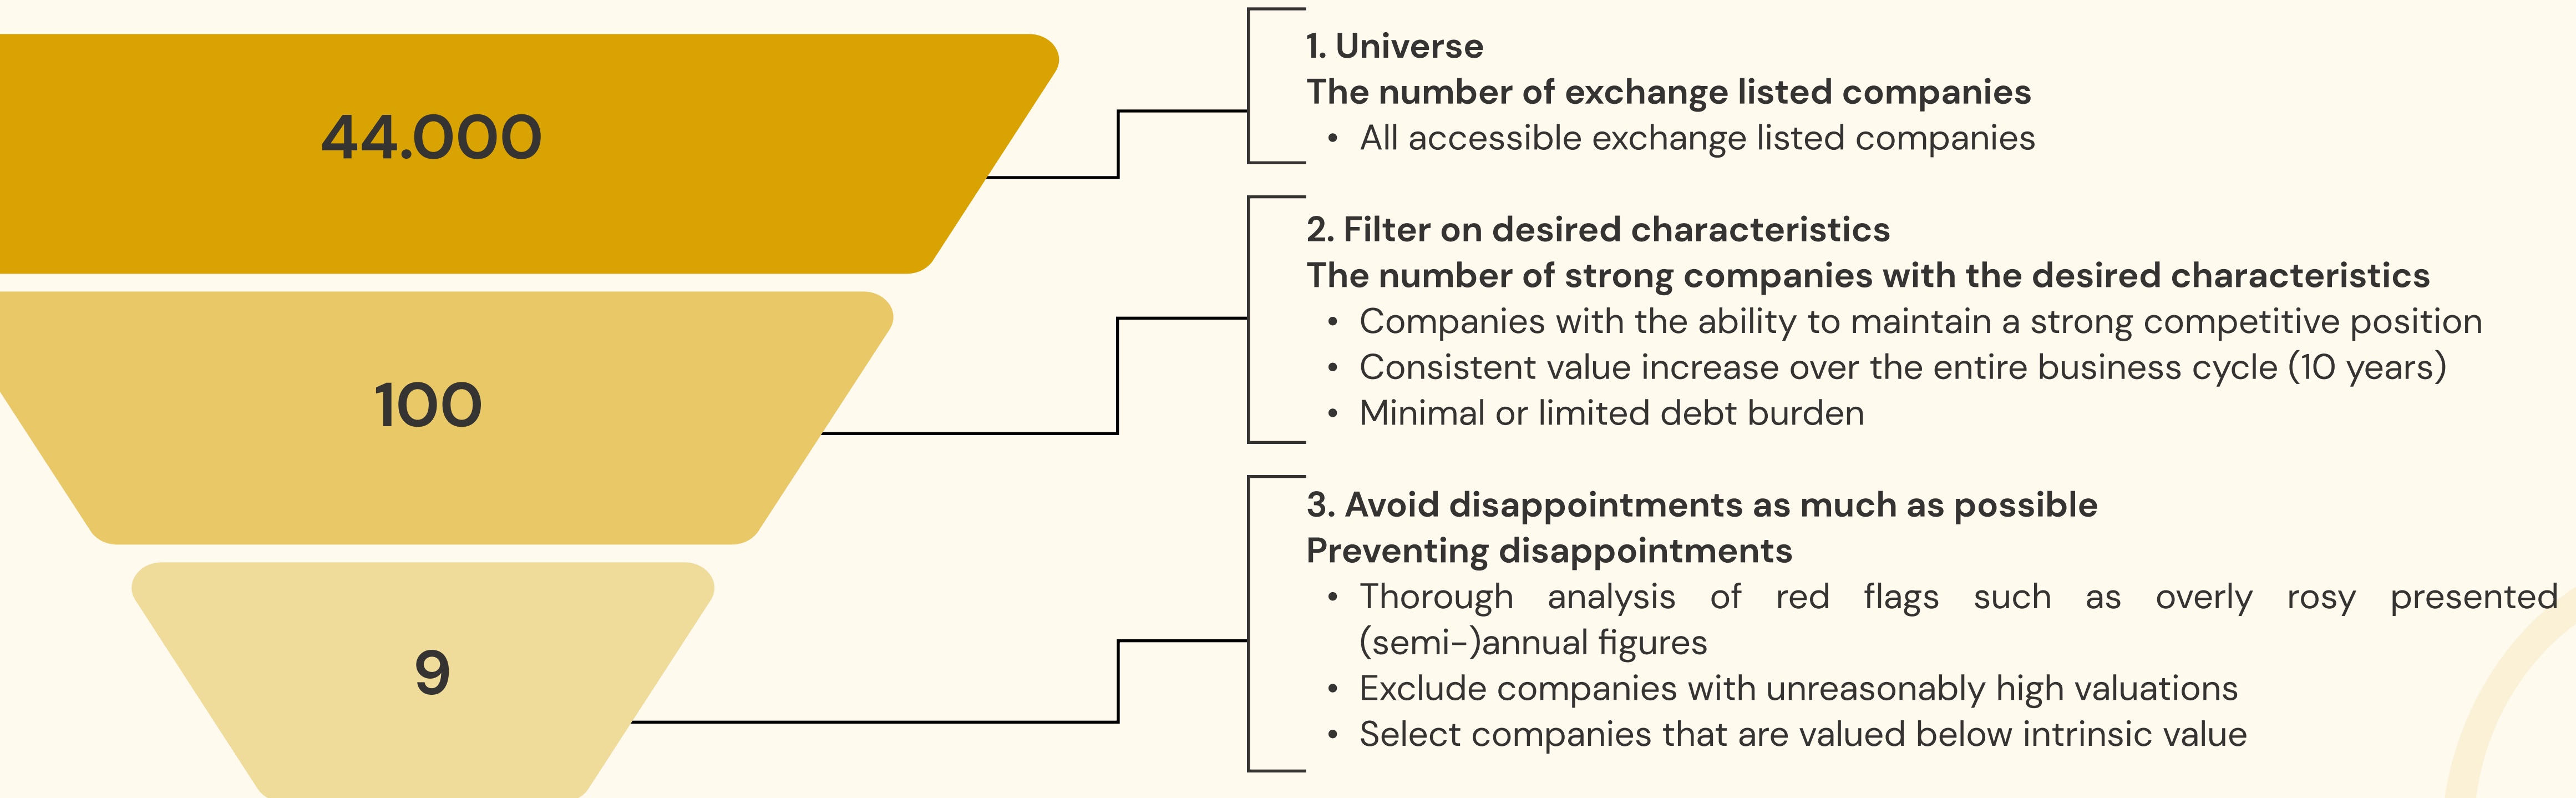 44.000
1. Universe
The number of exchange listed companies
• All accessible exchange listed companies
100
2. Filter on desired characteristics
The number of strong companies with the desired characteristics
• Companies with the ability to maintain a strong competitive position
• Consistent value increase over the entire business cycle (10 years)
• Minimal or limited debt burden
9
3. Avoid disappointments as much as possible
Preventing disappointments
• Thorough analysis of red flags such as overly rosy presented
(semi-)annual figures
• Exclude companies with unreasonably high valuations
• Select companies that are valued below intrinsic value